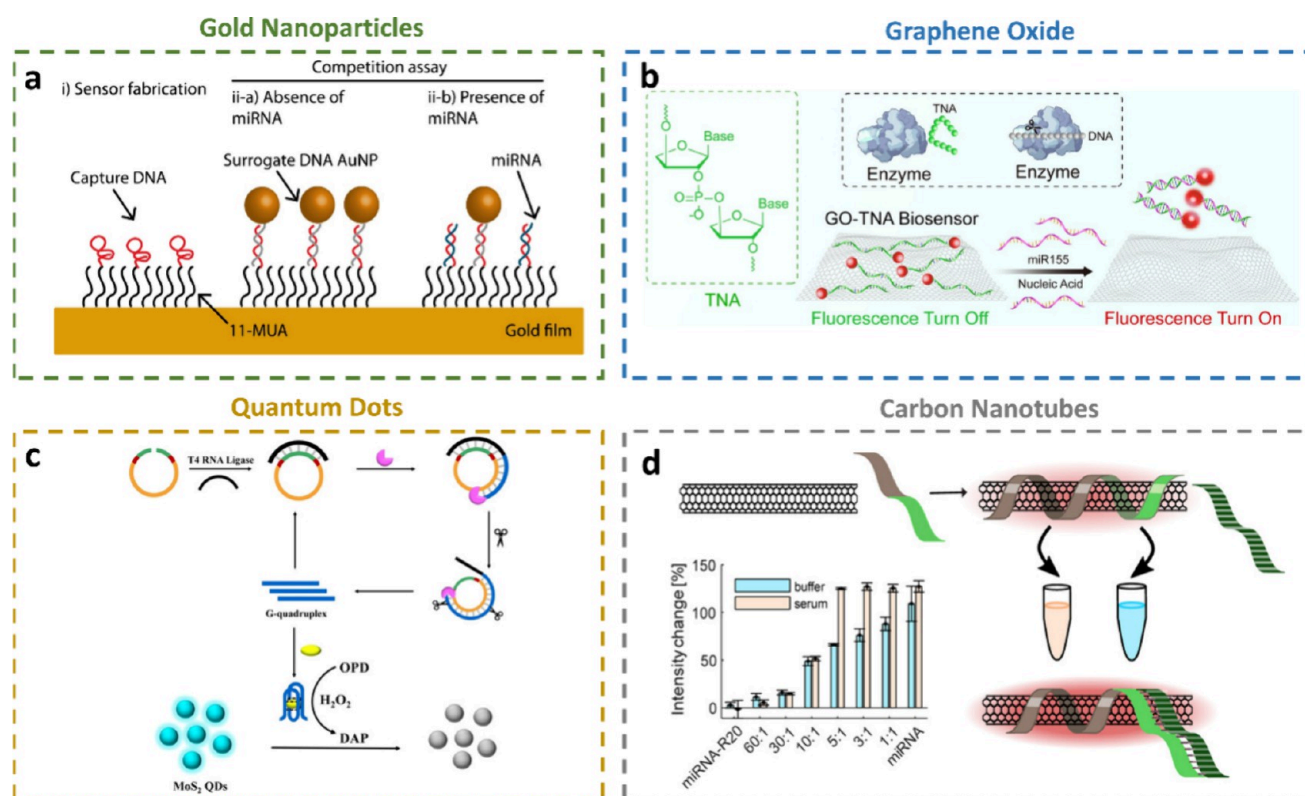 Gold Nanoparticles
a
Competition assay
i) Sensor fabrication
ii-a) Absence of
miRNA
ii-b) Presence of
miRNA
Surrogate DNA AuNP
miRNA
Capture DNA
11-MUA
Gold film
Graphene Oxide
b
O
Base
O
O
O=P-O
O-
Base
O
O
TNA
TNA
Enzyme
DNA
Enzyme
GO-TNA Biosensor
miR155
Nucleic Acid
Fluorescence Turn Off
Fluorescence Turn On
Quantum Dots
c
T4 RNA Ligase
G-quadruplex
OPD
H₂O₂
DAP
MoS₂ QDs
Carbon Nanotubes
d
Intensity change [%]
150
100
50
0
buffer
serum
miRNA-R20
60:1
30:1
10:1
5:1
3:1
1:1
miRNA